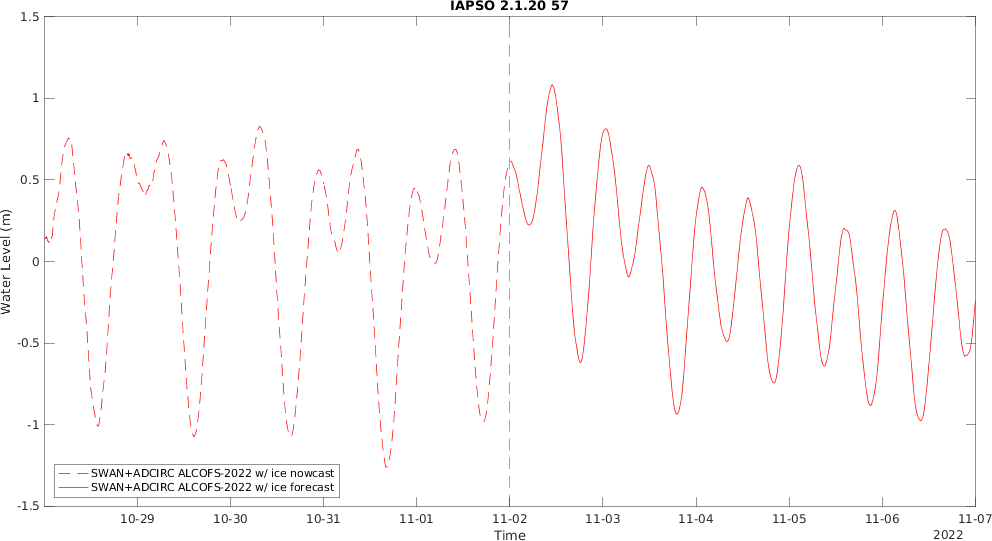 IAPSO 2.1.20 57
1.5
1
0.5
0
-0.5
-1
-1.5
Water Level (m)
SWAN+ADCIRC ALCOFS-2022 w/ ice nowcast
SWAN+ADCIRC ALCOFS-2022 w/ ice forecast
10-29 10-30 10-31 11-01 11-02 11-03 11-04 11-05 11-06 11-07
Time
2022